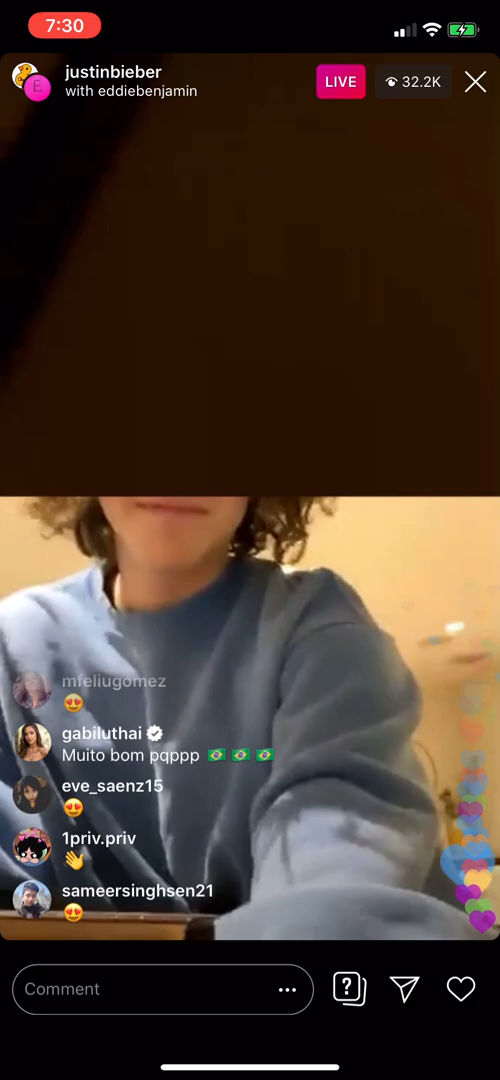 7:30
justinbieber
with eddiebenjamin
LIVE
32.2K
E
mfeliugomez
😍
gabiluthai
Muito bom pqppp 🇧🇷 🇧🇷 🇧🇷
eve_saenz15
😍
1priv.priv
👋
sameersinghsen21
😍
Comment